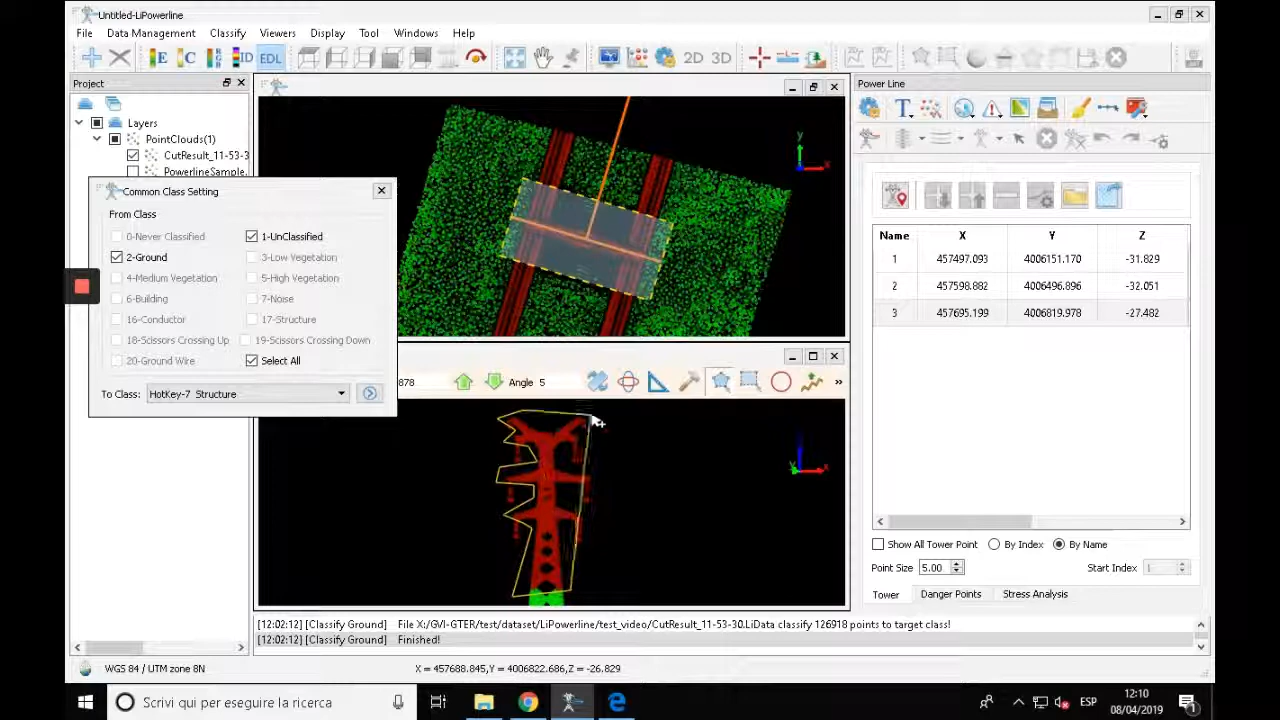 Untitled-LiPowerline
File Data Management Classify Viewers Display Tool Windows Help
E C ID EDL 2D 3D
Project
Power Line
Layers
PointClouds(1)
CutResult_11-53-3
PowerlineSample.
Common Class Setting
From Class
0-Never Classified 1-UnClassified
2-Ground 3-Low Vegetation
4-Medium Vegetation 5-High Vegetation
6-Building 7-Noise
16-Conductor 17-Structure
18-Scissors Crossing Up 19-Scissors Crossing Down
20-Ground Wire Select All
To Class: HotKey-7 Structure
y
x
878 Angle 5 »
y x
Name X Y Z
1 457497.093 4006151.170 -31.829
2 457598.882 4006496.896 -32.051
3 457695.199 4006819.978 -27.482
Show All Tower Point By Index By Name
Point Size 5.00 Start Index 1
Tower Danger Points Stress Analysis
[12:02:12] [Classify Ground] File X:/GVI-GTER/test/dataset/LiPowerline/test_video/CutResult_11-53-30.LiData classify 126918 points to target class!
[12:02:12] [Classify Ground] Finished!
WGS 84 / UTM zone 8N X = 457688.845,Y = 4006822.686,Z = -26.829
Scrivi qui per eseguire la ricerca ESP 12:10
08/04/2019 1